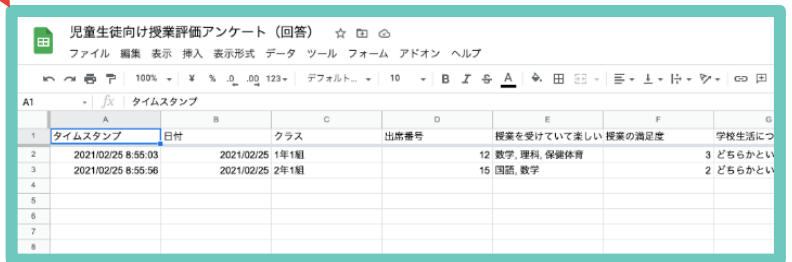 児童生徒向け授業評価アンケート（回答）
ファイル 編集 表示 挿入 表示形式 データ ツール フォーム アドオン ヘルプ
100% ¥ % .0 .00 123 デフォルト... 10 B I S A
A1 fx タイムスタンプ
A B C D E F G
1 タイムスタンプ 日付 クラス 出席番号 授業を受けていて楽しい 授業の満足度 学校生活につ
2 2021/02/25 8:55:03 2021/02/25 1年1組 12 数学, 理科, 保健体育 3 どちらかとい
3 2021/02/25 8:55:56 2021/02/25 2年1組 15 国語, 数学 2 どちらかとい
4
5
6
7
8